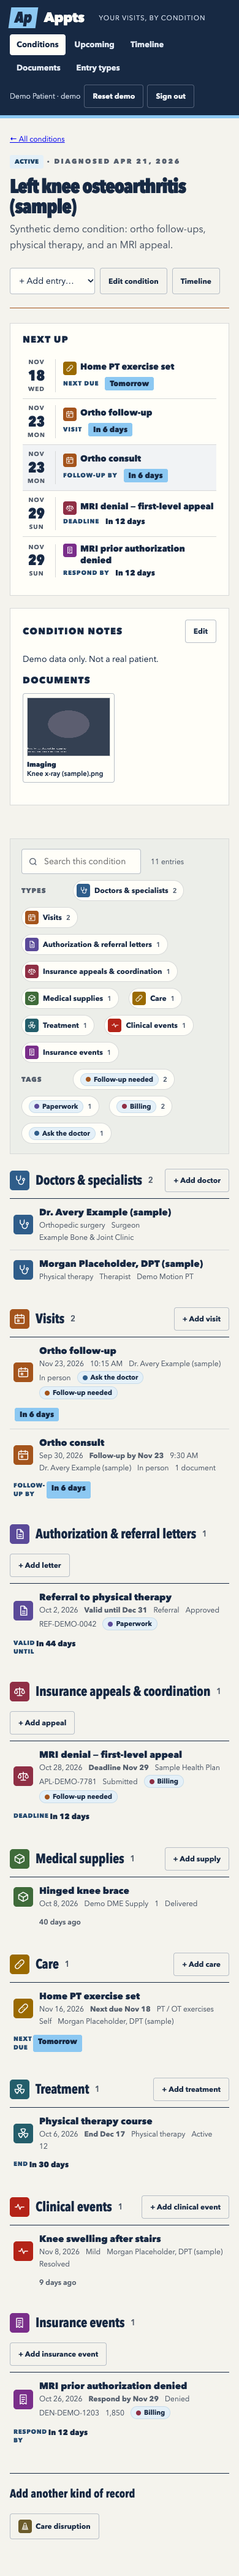 Ap Appts YOUR VISITS, BY CONDITION
Conditions Upcoming Timeline
Documents Entry types
Demo Patient · demo Reset demo Sign out
← All conditions
ACTIVE • DIAGNOSED APR 21, 2026
Left knee osteoarthritis
(sample)
Synthetic demo condition: ortho follow-ups,
physical therapy, and an MRI appeal.
+ Add entry… Edit condition Timeline
NEXT UP
NOV
18
WED
Home PT exercise set
NEXT DUE Tomorrow
NOV
23
MON
Ortho follow-up
VISIT In 6 days
NOV
23
MON
Ortho consult
FOLLOW-UP BY In 6 days
NOV
29
SUN
MRI denial — first-level appeal
DEADLINE In 12 days
NOV
29
SUN
MRI prior authorization
denied
RESPOND BY In 12 days
CONDITION NOTES Edit
Demo data only. Not a real patient.
DOCUMENTS
Imaging
Knee x-ray (sample).png
Search this condition 11 entries
TYPES Doctors & specialists 2
Visits 2
Authorization & referral letters 1
Insurance appeals & coordination 1
Medical supplies 1 Care 1
Treatment 1 Clinical events 1
Insurance events 1
TAGS Follow-up needed 2
Paperwork 1 Billing 2
Ask the doctor 1
Doctors & specialists 2 + Add doctor
Dr. Avery Example (sample)
Orthopedic surgery Surgeon
Example Bone & Joint Clinic
Morgan Placeholder, DPT (sample)
Physical therapy Therapist Demo Motion PT
Visits 2 + Add visit
Ortho follow-up
Nov 23, 2026 10:15 AM Dr. Avery Example (sample)
In person Ask the doctor
Follow-up needed
In 6 days
Ortho consult
Sep 30, 2026 Follow-up by Nov 23 9:30 AM
Dr. Avery Example (sample) In person 1 document
FOLLOW-
UP BY
In 6 days
Authorization & referral letters 1
+ Add letter
Referral to physical therapy
Oct 2, 2026 Valid until Dec 31 Referral Approved
REF-DEMO-0042 Paperwork
VALID
UNTIL
In 44 days
Insurance appeals & coordination 1
+ Add appeal
MRI denial — first-level appeal
Oct 28, 2026 Deadline Nov 29 Sample Health Plan
APL-DEMO-7781 Submitted Billing
Follow-up needed
DEADLINE In 12 days
Medical supplies 1 + Add supply
Hinged knee brace
Oct 8, 2026 Demo DME Supply 1 Delivered
40 days ago
Care 1 + Add care
Home PT exercise set
Nov 16, 2026 Next due Nov 18 PT / OT exercises
Self Morgan Placeholder, DPT (sample)
NEXT
DUE
Tomorrow
Treatment 1 + Add treatment
Physical therapy course
Oct 6, 2026 End Dec 17 Physical therapy Active
12
END In 30 days
Clinical events 1 + Add clinical event
Knee swelling after stairs
Nov 8, 2026 Mild Morgan Placeholder, DPT (sample)
Resolved
9 days ago
Insurance events 1
+ Add insurance event
MRI prior authorization denied
Oct 26, 2026 Respond by Nov 29 Denied
DEN-DEMO-1203 1,850 Billing
RESPOND
BY
In 12 days
Add another kind of record
Care disruption